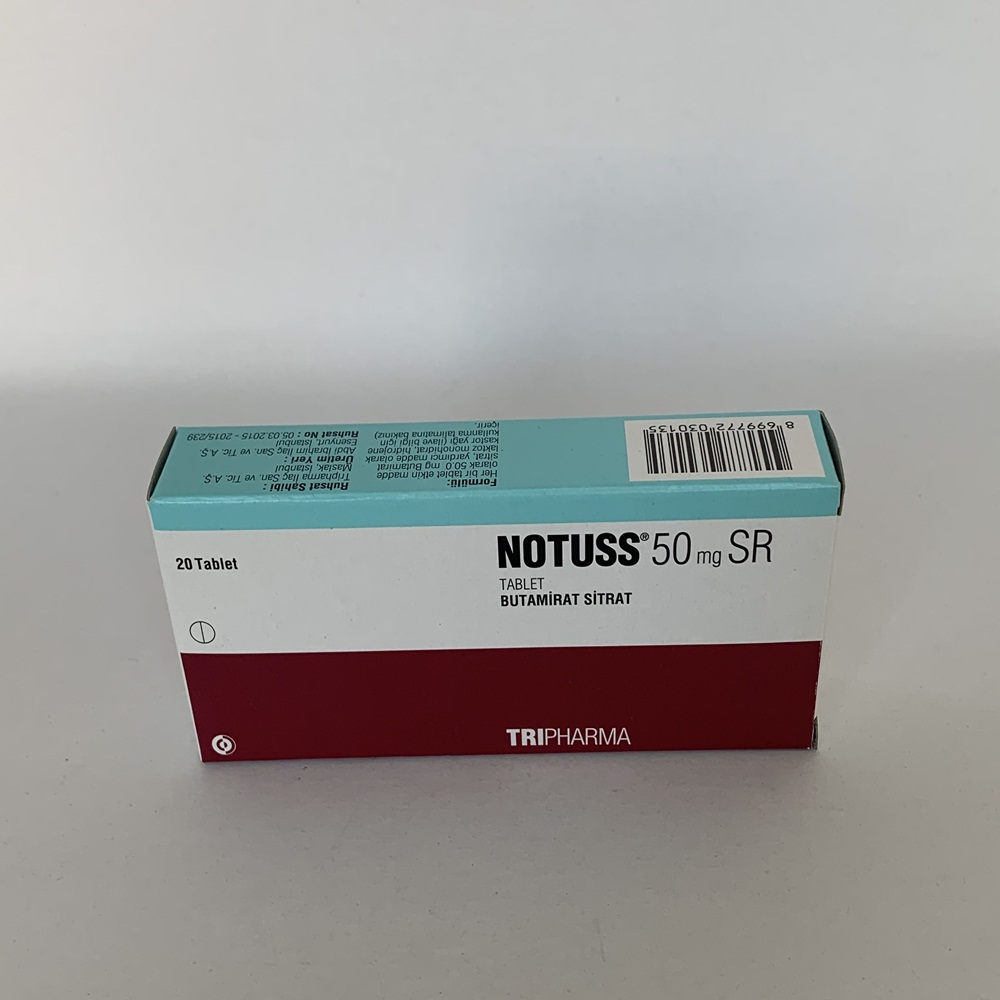 NOTUSS® 50 mg SR
TABLET
BUTAMİRAT SİTRAT
20 Tablet
TRIPHARMA
8 699772 030135
Formülü:
Her bir tablet etkin madde
olarak 50.0 mg Butamirat
sitrat, yardımcı madde olarak
laktoz monohidrat, hidrojene
kastor yağı (ilave bilgi için
kullanma talimatına bakınız)
içerir.
Ruhsat Sahibi :
Tripharma İlaç San. ve Tic. A.Ş.
Maslak, İstanbul
Üretim Yeri :
Abdi İbrahim İlaç San. ve Tic. A.Ş.
Esenyurt, İstanbul
Ruhsat No : 05.03.2015 - 2015/239